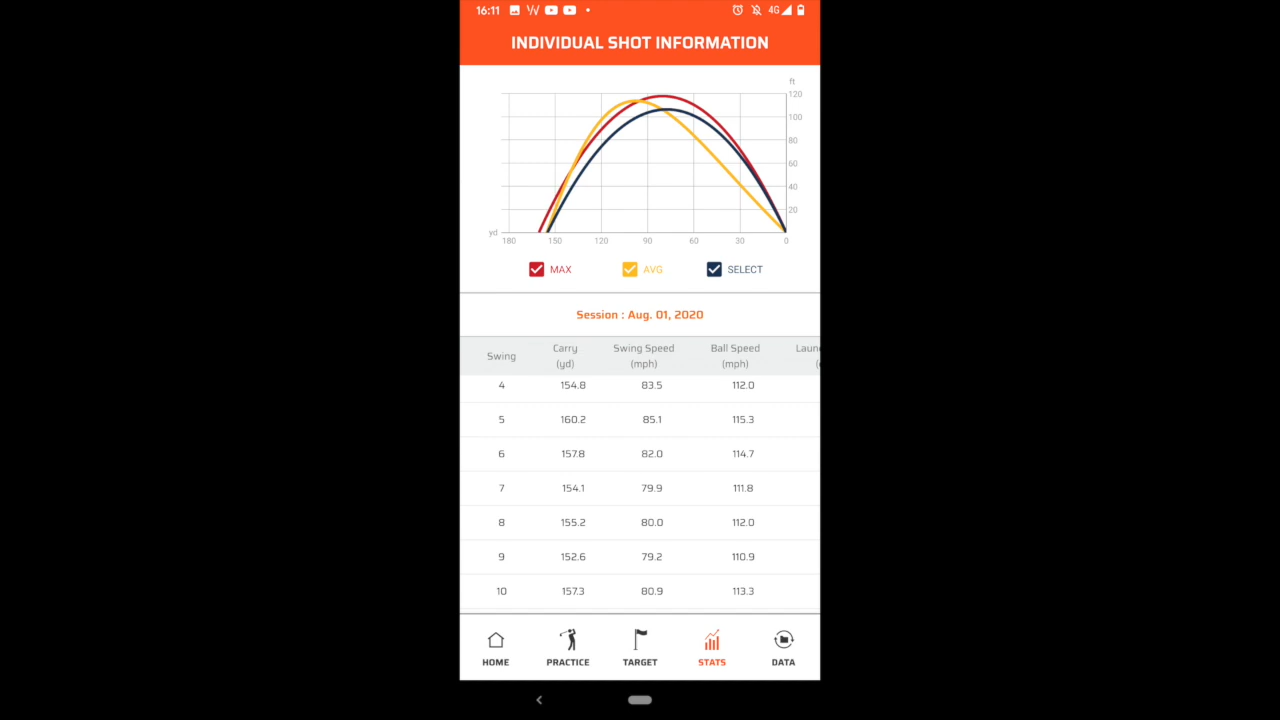 16:11 4G
INDIVIDUAL SHOT INFORMATION
ft
120
100
80
60
40
20
yd
180 150 120 90 60 30 0
MAX AVG SELECT
Session : Aug. 01, 2020
Swing Carry (yd) Swing Speed (mph) Ball Speed (mph) Laun
4 154.8 83.5 112.0
5 160.2 85.1 115.3
6 157.8 82.0 114.7
7 154.1 79.9 111.8
8 155.2 80.0 112.0
9 152.6 79.2 110.9
10 157.3 80.9 113.3
HOME PRACTICE TARGET STATS DATA